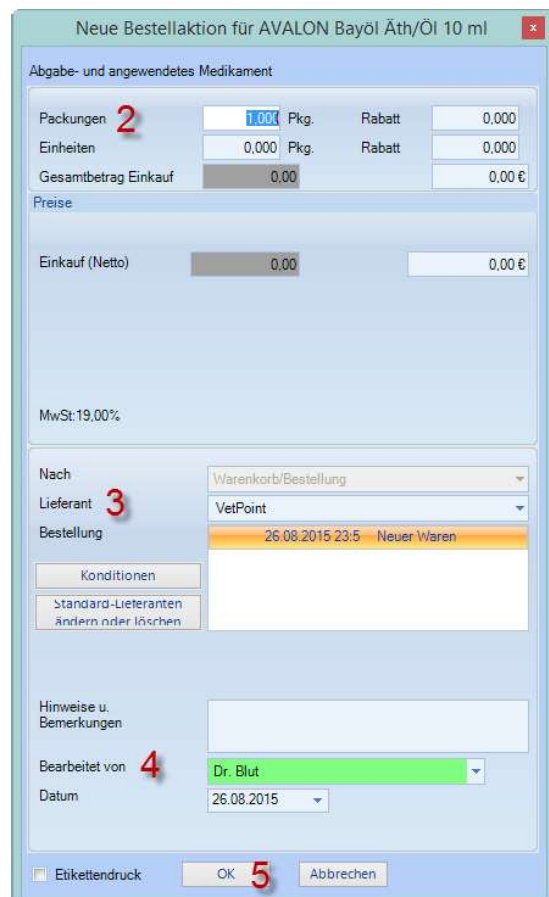 Neue Bestellaktion für AVALON Bayöl Äth/Öl 10 ml x
Abgabe- und angewendetes Medikament
Packungen 2 1,000 Pkg. Rabatt 0,000
Einheiten 0,000 Pkg. Rabatt 0,000
Gesamtbetrag Einkauf 0,00 0,00 €
Preise
Einkauf (Netto) 0,00 0,00 €
MwSt:19,00%
Nach Warenkorb/Bestellung
Lieferant 3 VetPoint
Bestellung 26.08.2015 23:5 Neuer Waren
Konditionen
Standard-Lieferanten
ändern oder löschen
Hinweise u.
Bemerkungen
Bearbeitet von 4 Dr. Blut
Datum 26.08.2015
Etikettendruck OK 5 Abbrechen